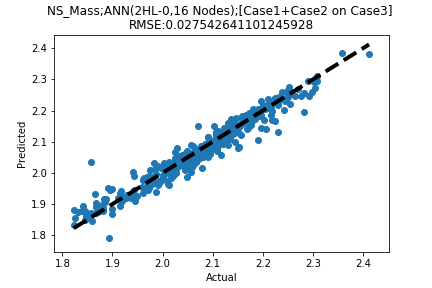 NS_Mass;ANN(2HL-0,16 Nodes);[Case1+Case2 on Case3]
RMSE:0.027542641101245928
2.4
2.3
2.2
2.1
2.0
1.9
1.8
Predicted
1.8 1.9 2.0 2.1 2.2 2.3 2.4
Actual